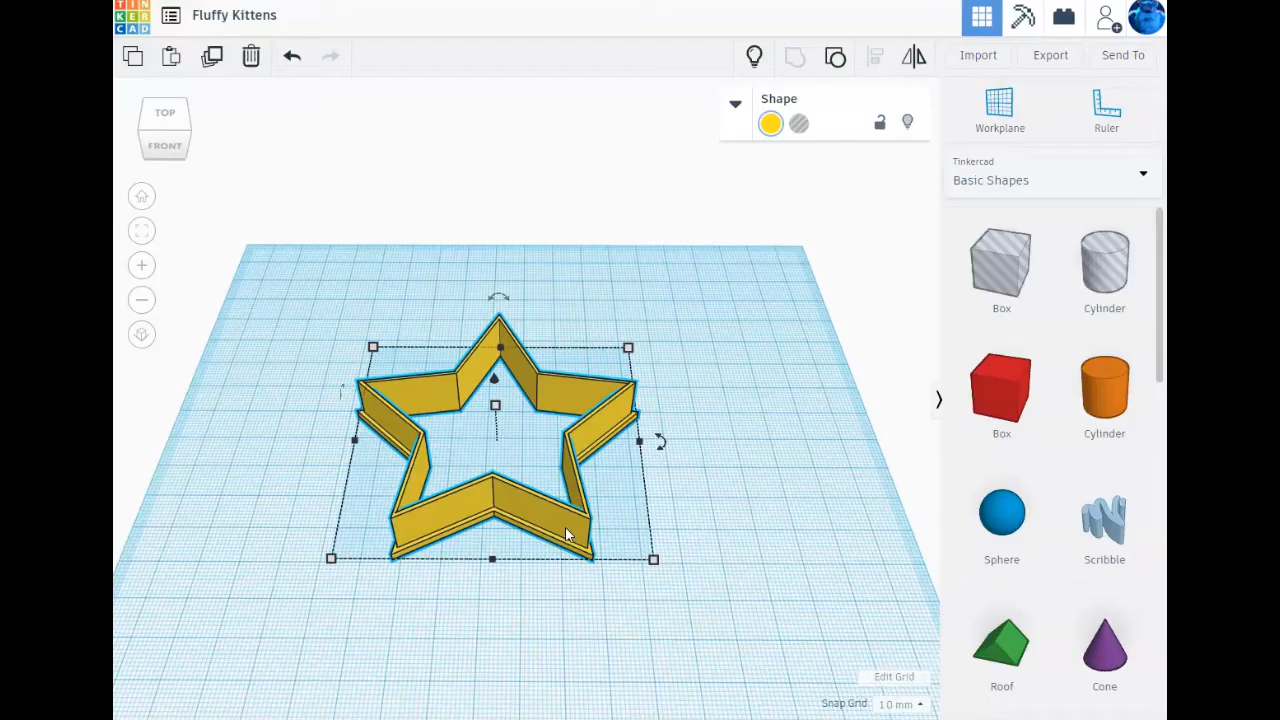 TIN
KER
CAD
Fluffy Kittens
Import
Export
Send To
Shape
TOP
FRONT
Workplane
Ruler
Tinkercad
Basic Shapes
Box
Cylinder
Box
Cylinder
Sphere
Scribble
Roof
Cone
Edit Grid
Snap Grid 1.0 mm